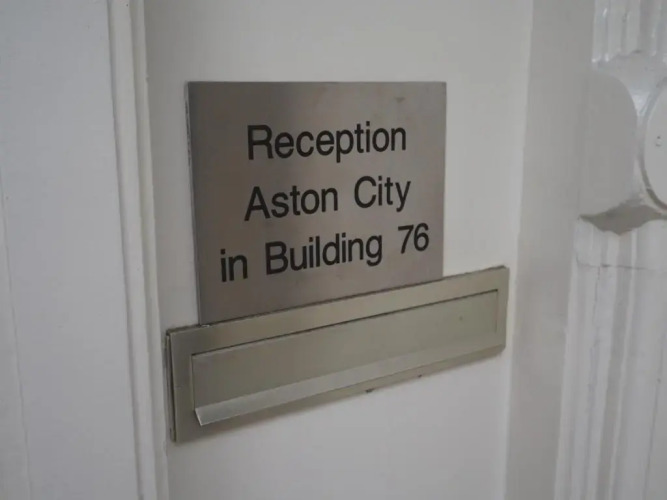 Reception
Aston City
in Building 76